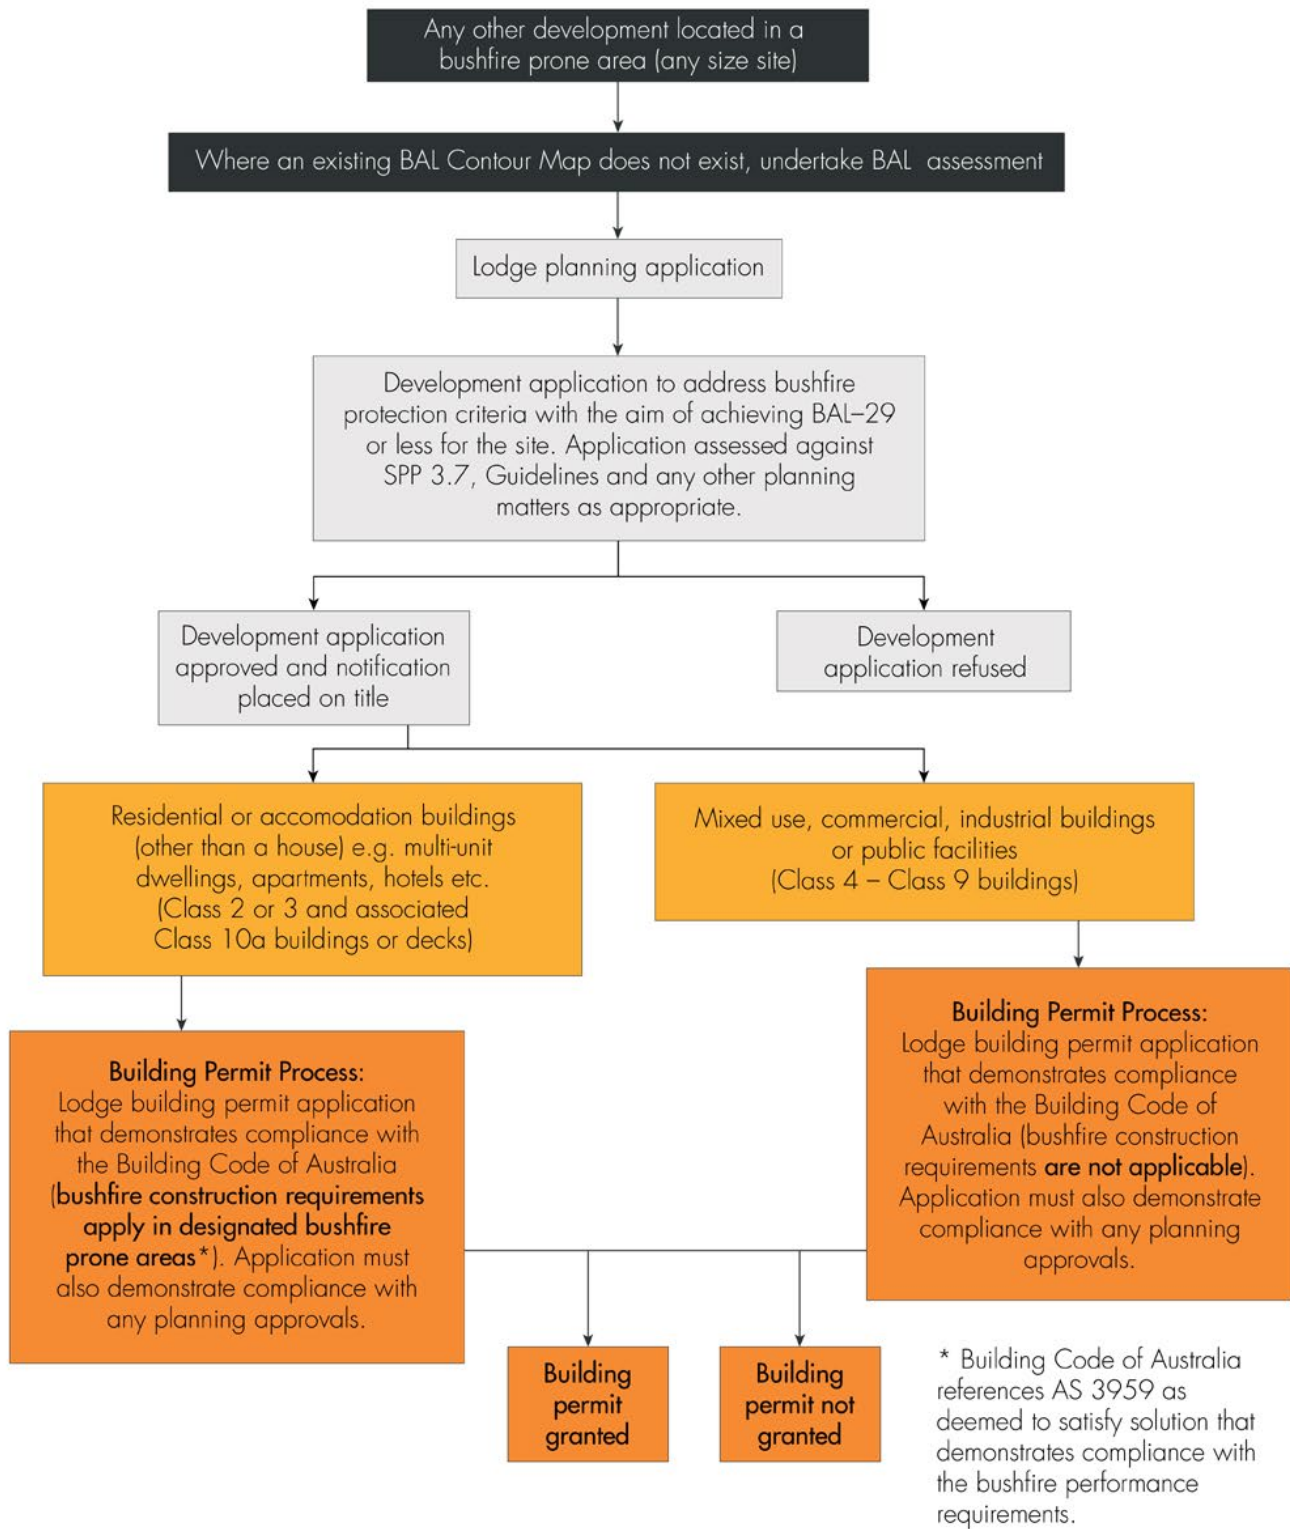 Any other development located in a
bushfire prone area (any size site)
Where an existing BAL Contour Map does not exist, undertake BAL assessment
Lodge planning application
Development application to address bushfire
protection criteria with the aim of achieving BAL–29
or less for the site. Application assessed against
SPP 3.7, Guidelines and any other planning
matters as appropriate.
Development application
approved and notification
placed on title
Development
application refused
Residential or accomodation buildings
(other than a house) e.g. multi-unit
dwellings, apartments, hotels etc.
(Class 2 or 3 and associated
Class 10a buildings or decks)
Mixed use, commercial, industrial buildings
or public facilities
(Class 4 – Class 9 buildings)
Building Permit Process:
Lodge building permit application
that demonstrates compliance with
the Building Code of Australia
(bushfire construction requirements
apply in designated bushfire
prone areas*). Application must
also demonstrate compliance with
any planning approvals.
Building Permit Process:
Lodge building permit application
that demonstrates compliance
with the Building Code of
Australia (bushfire construction
requirements are not applicable).
Application must also demonstrate
compliance with any planning
approvals.
Building
permit
granted
Building
permit not
granted
* Building Code of Australia
references AS 3959 as
deemed to satisfy solution that
demonstrates compliance with
the bushfire performance
requirements.